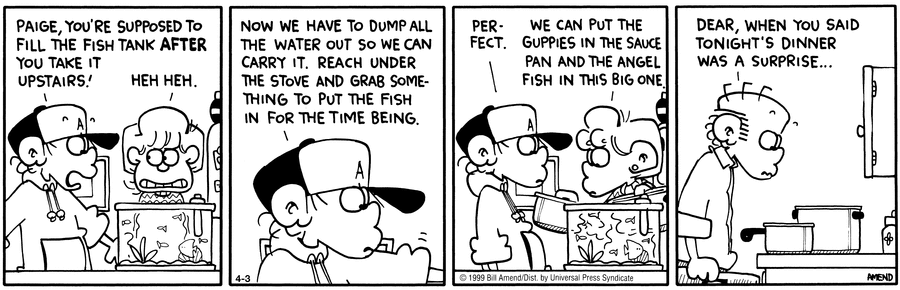 PAIGE, YOU'RE SUPPOSED TO
FILL THE FISH TANK AFTER
YOU TAKE IT
UPSTAIRS!
HEH HEH.
A
NOW WE HAVE TO DUMP ALL
THE WATER OUT SO WE CAN
CARRY IT. REACH UNDER
THE STOVE AND GRAB SOME-
THING TO PUT THE FISH
IN FOR THE TIME BEING.
A
4-3
PER-
FECT.
WE CAN PUT THE
GUPPIES IN THE SAUCE
PAN AND THE ANGEL
FISH IN THIS BIG ONE.
A
© 1999 Bill Amend/Dist. by Universal Press Syndicate
DEAR, WHEN YOU SAID
TONIGHT'S DINNER
WAS A SURPRISE...
AMEND